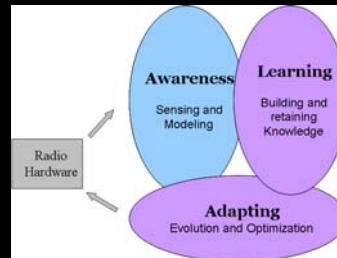 Awareness
Sensing and
Modeling
Learning
Building and
retaining
Knowledge
Radio
Hardware
Adapting
Evolution and Optimization